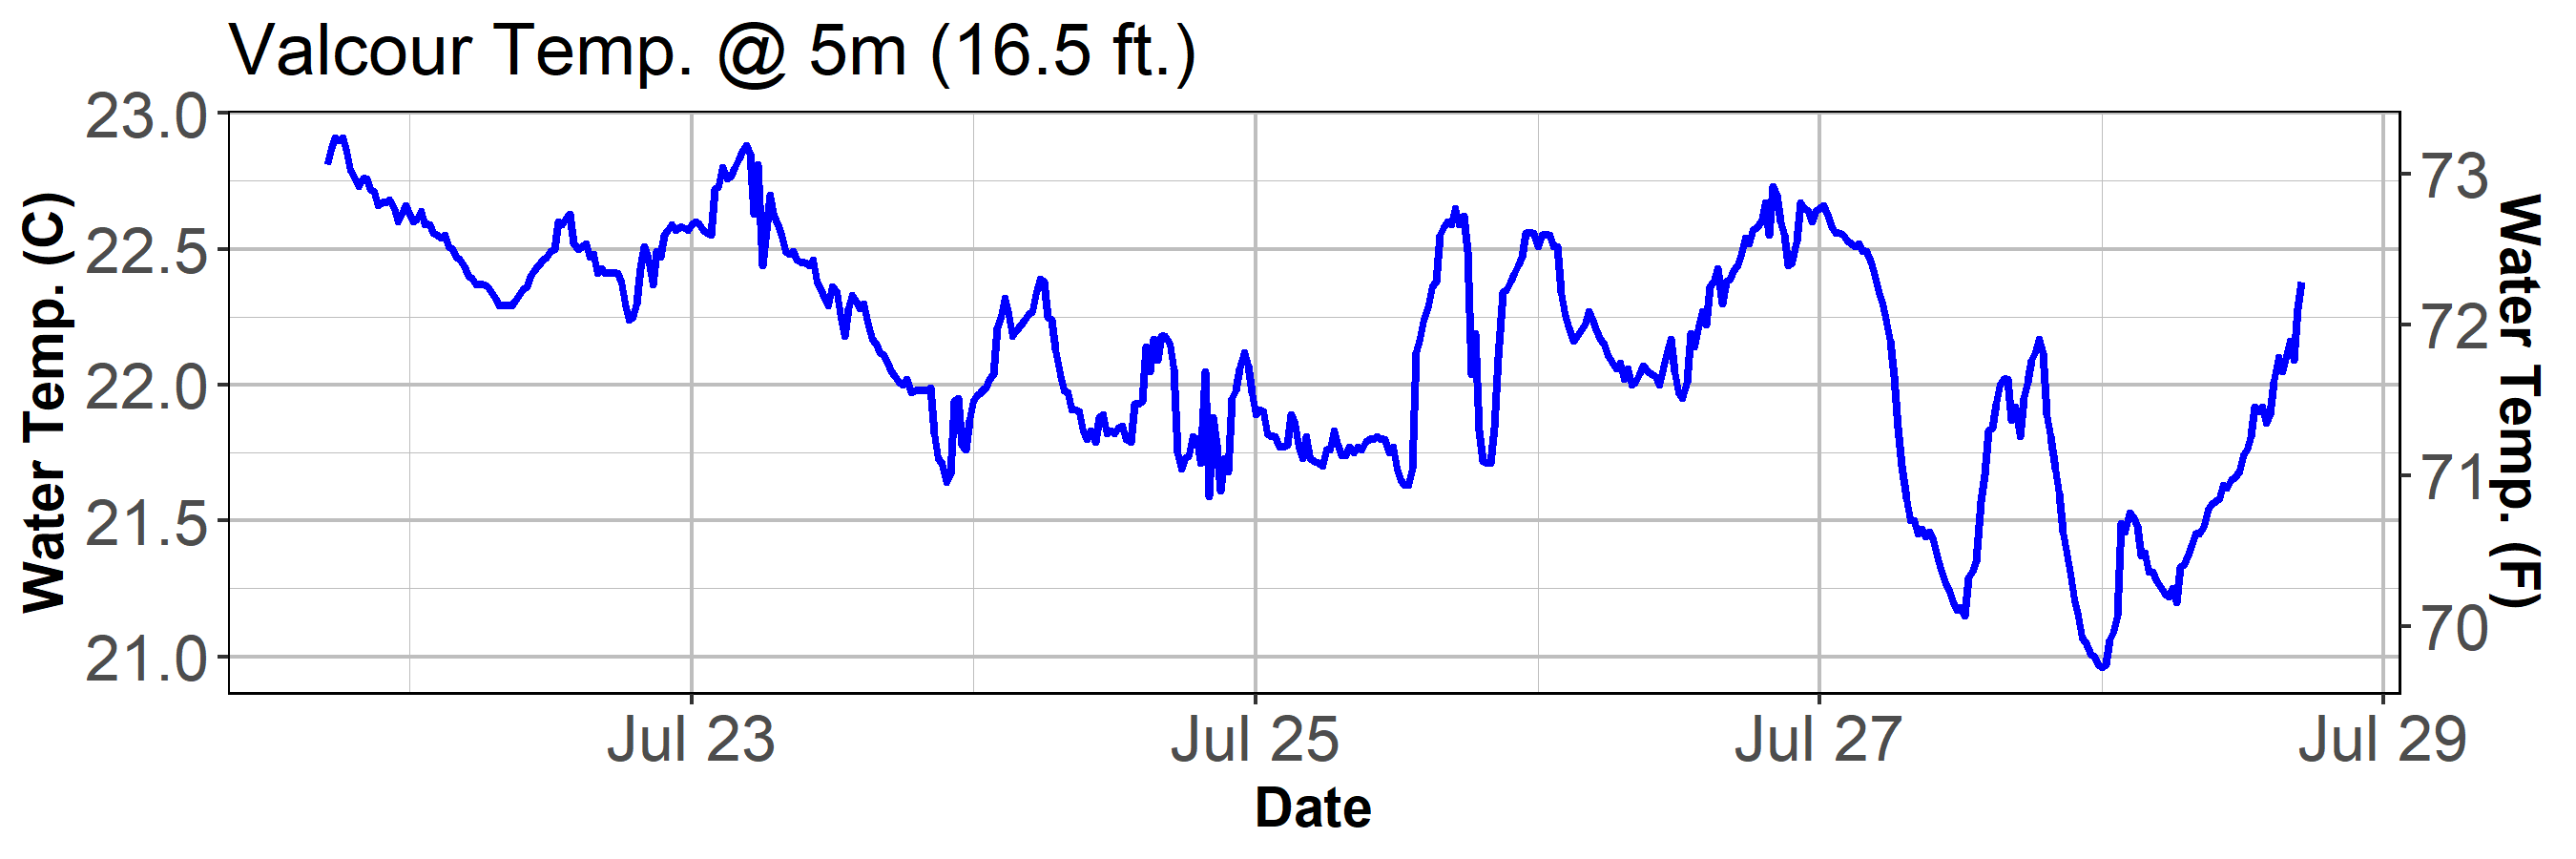 Valcour Temp. @ 5m (16.5 ft.)
Water Temp. (C)
23.0
22.5
22.0
21.5
21.0
73
72
71
70
Water Temp. (F)
Jul 23
Jul 25
Jul 27
Jul 29
Date